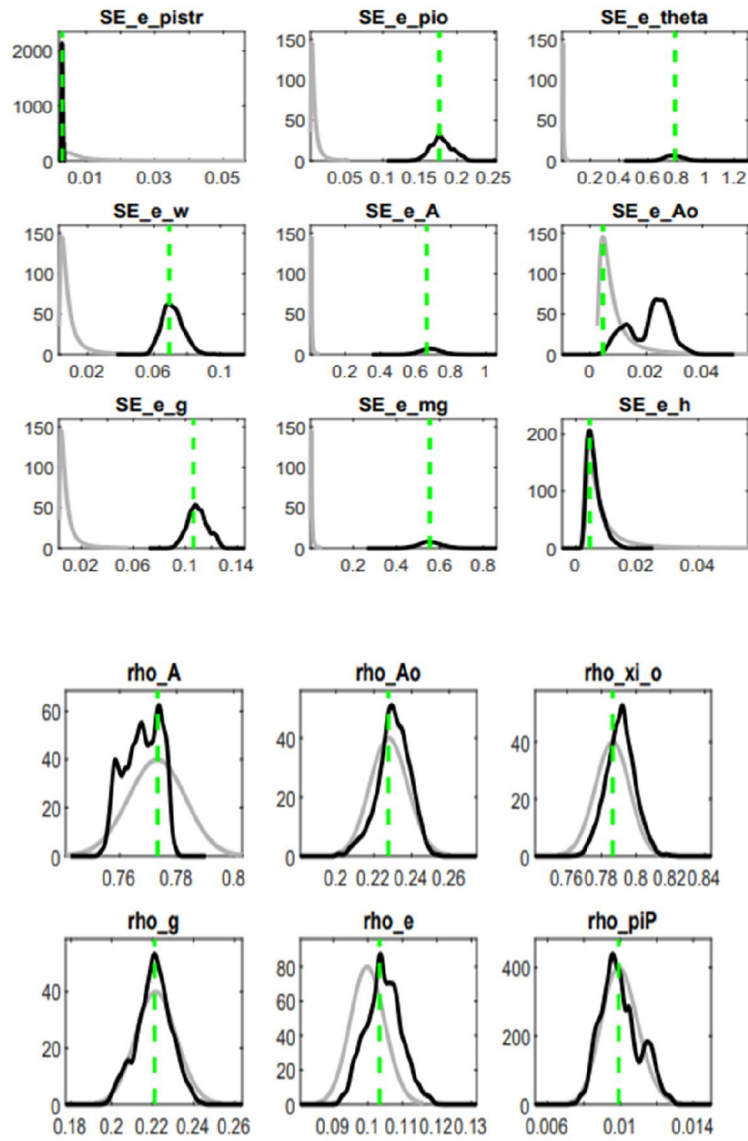 SE_e_pistr SE_e_pio SE_e_theta
2000 150 150
1000 100 100
0 50 50
0 0
0.01 0.03 0.05 0.05 0.1 0.15 0.2 0.25 0.2 0.4 0.6 0.8 1 1.2
SE_e_w SE_e_A SE_e_Ao
150 150 150
100 100 100
50 50 50
0 0 0
0.02 0.06 0.1 0.2 0.4 0.6 0.8 1 0 0.02 0.04
SE_e_g SE_e_mg SE_e_h
150 150 200
100 100 100
50 50 0
0 0
0.02 0.06 0.1 0.14 0.2 0.4 0.6 0.8 0 0.02 0.04
rho_A rho_Ao rho_xi_o
60 40 40
40 20 20
20 0 0
0
0.76 0.78 0.8 0.2 0.22 0.24 0.26 0.76 0.78 0.8 0.82 0.84
rho_g rho_e rho_piP
40 80 400
20 60 200
0 40 0
20
0
0.18 0.2 0.22 0.24 0.26 0.09 0.1 0.11 0.12 0.13 0.006 0.01 0.014